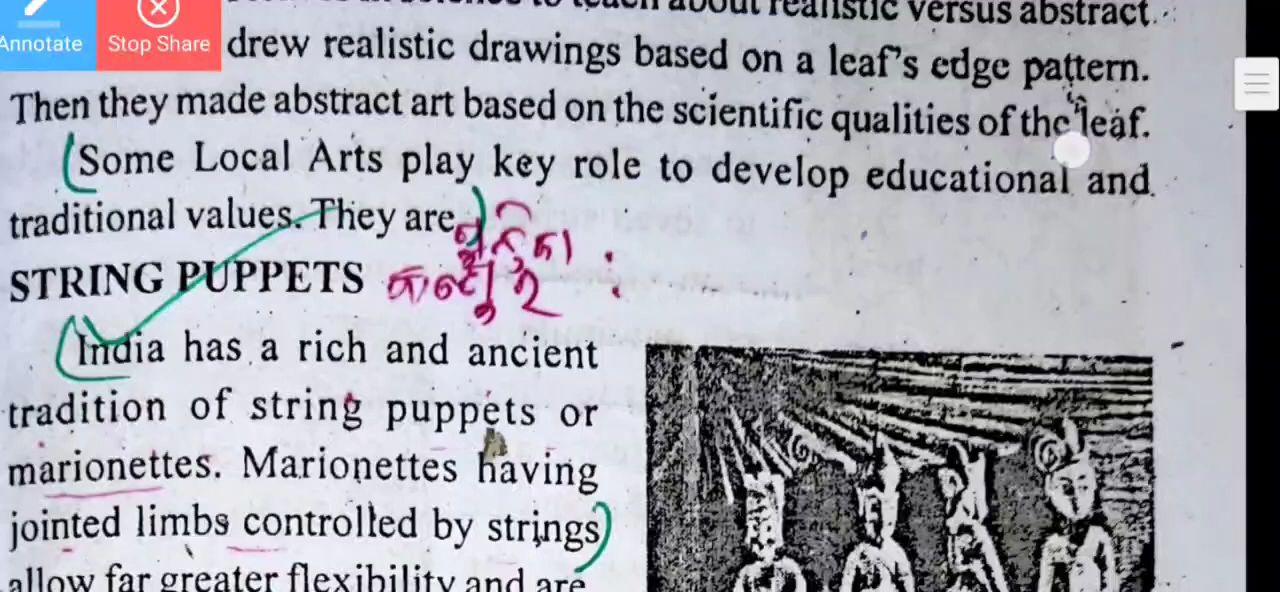 about realistic versus abstract.
Annotate
Stop Share
drew realistic drawings based on a leaf's edge pattern.
Then they made abstract art based on the scientific qualities of the leaf.
Some Local Arts play key role to develop educational and
traditional values. They are
STRING PUPPETS
India has a rich and ancient
tradition of string puppets or
marionettes. Marionettes having
jointed limbs controlled by strings
allow far greater flexibility and are